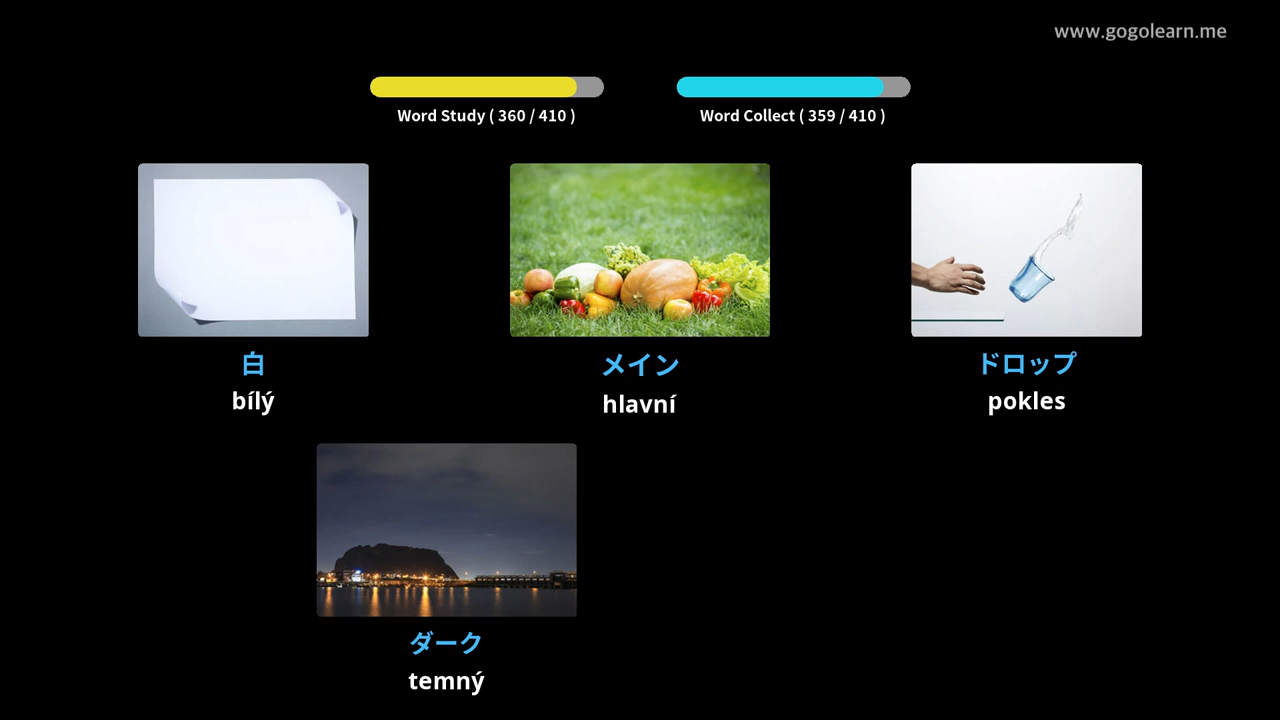 www.gogolearn.me
Word Study ( 360 / 410 )
Word Collect ( 359 / 410 )
白
bílý
メイン
hlavní
ドロップ
pokles
ダーク
temný